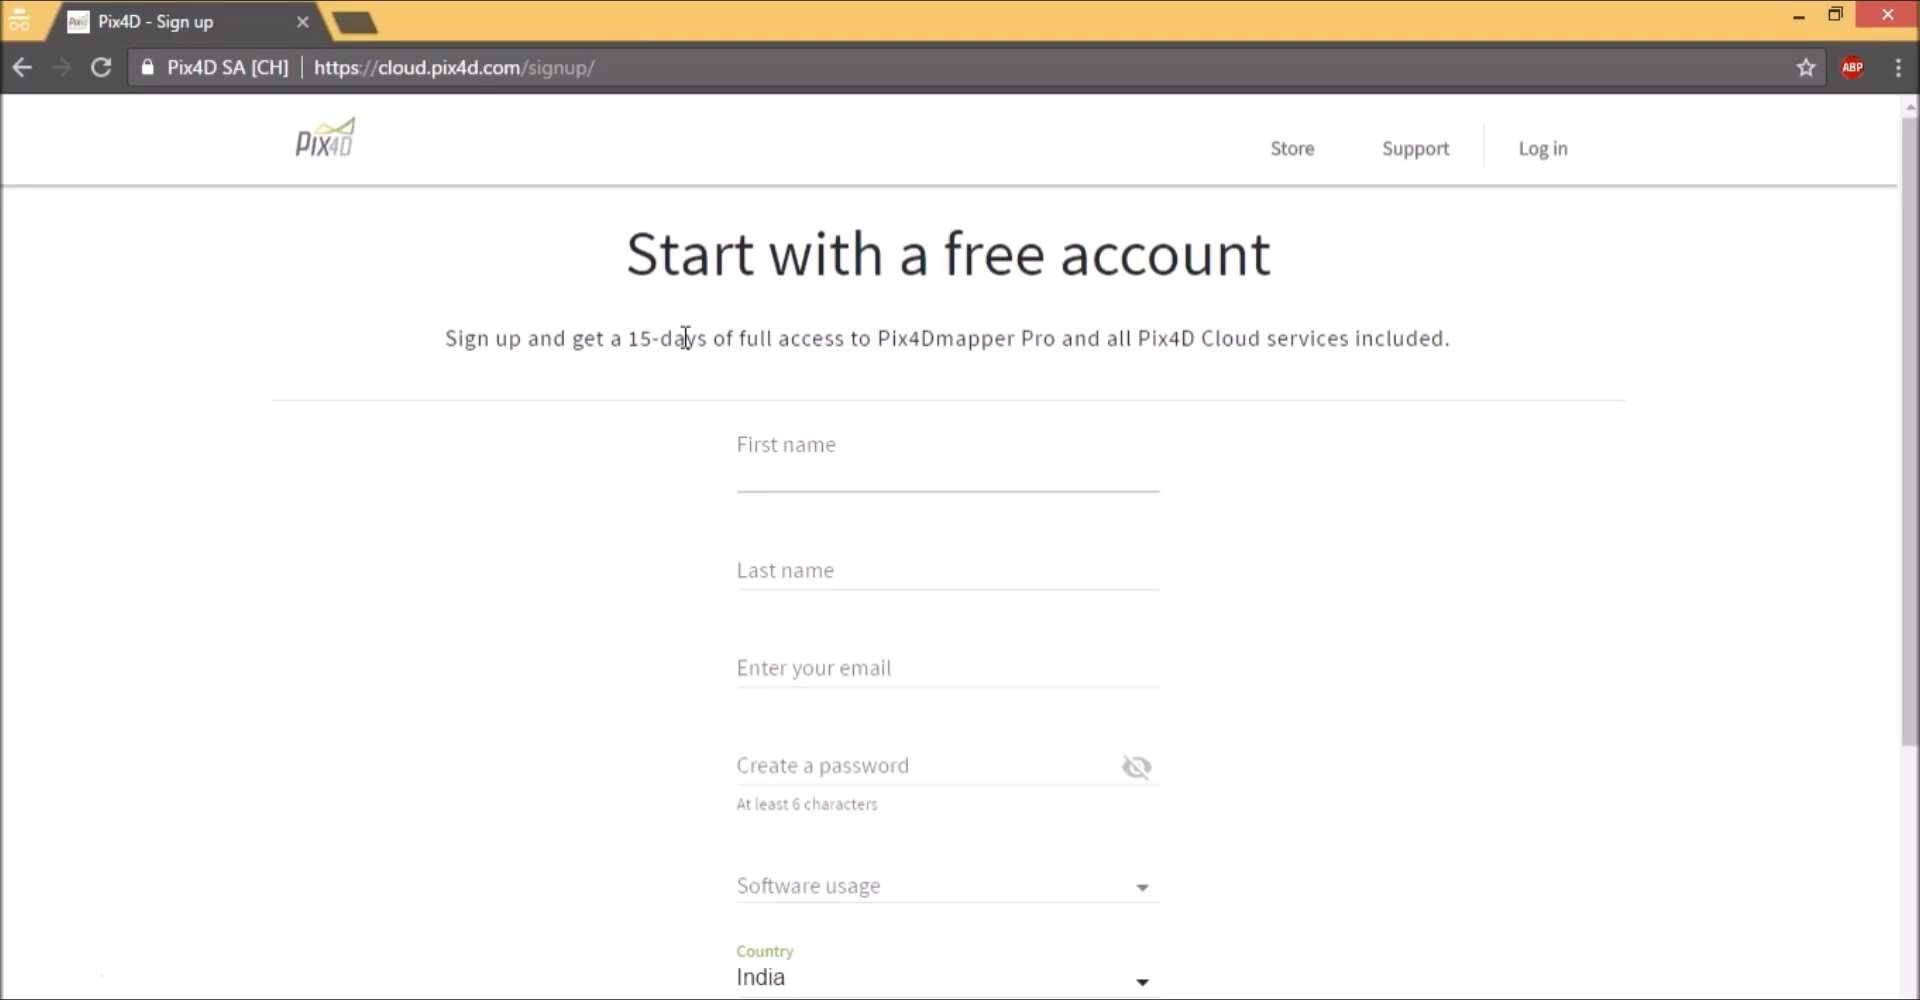 Pix4D - Sign up
Pix4D SA [CH] https://cloud.pix4d.com/signup/
ABP
Pix4D
Store Support Log in
Start with a free account
Sign up and get a 15-days of full access to Pix4Dmapper Pro and all Pix4D Cloud services included.
First name
Last name
Enter your email
Create a password
At least 6 characters
Software usage
Country
India